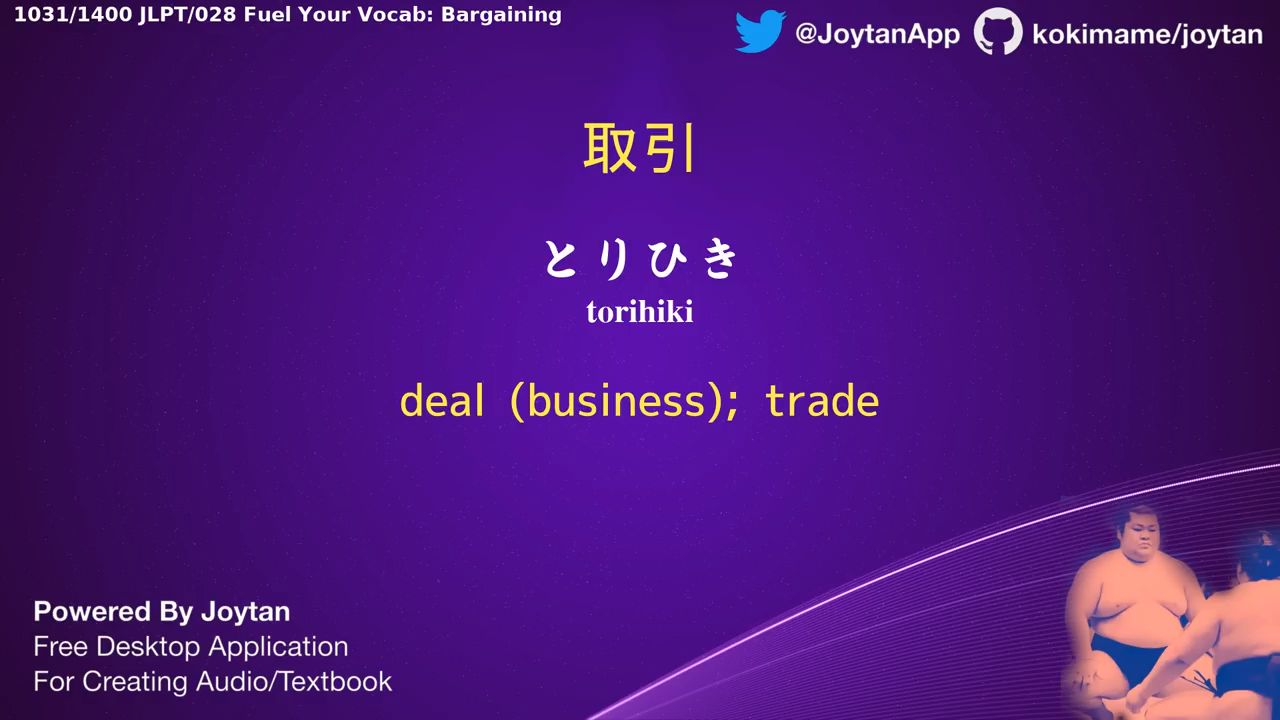 1031/1400 JLPT/028 Fuel Your Vocab: Bargaining
@JoytanApp kokimame/joytan
取引
とりひき
torihiki
deal (business); trade
Powered By Joytan
Free Desktop Application
For Creating Audio/Textbook